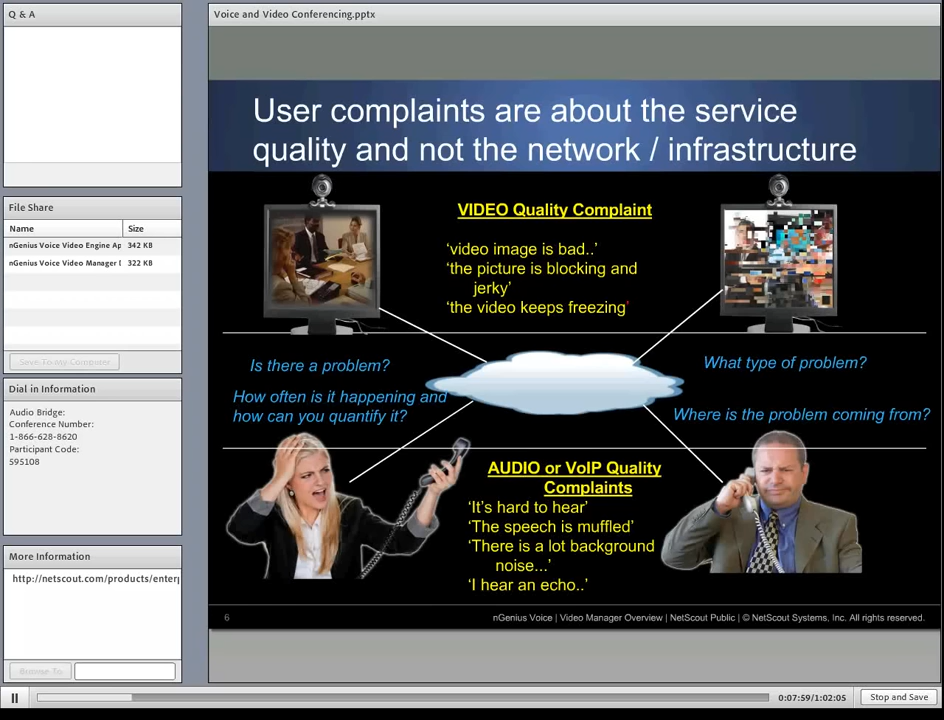 Q & A
File Share
Name Size
nGenius Voice Video Engine Ap 342 KB
nGenius Voice Video Manager 322 KB
Save To My Computer
Dial in Information
Audio Bridge:
Conference Number:
1-866-628-8620
Participant Code:
595108
More Information
http://netscout.com/products/enterp
Browse To
Voice and Video Conferencing.pptx
User complaints are about the service
quality and not the network / infrastructure
VIDEO Quality Complaint
‘video image is bad..’
‘the picture is blocking and
jerky’
‘the video keeps freezing’
Is there a problem?
How often is it happening and
how can you quantify it?
What type of problem?
Where is the problem coming from?
AUDIO or VoIP Quality
Complaints
‘It’s hard to hear’
‘The speech is muffled’
‘There is a lot background
noise...’
‘I hear an echo..’
6
nGenius Voice | Video Manager Overview | NetScout Public | © NetScout Systems, Inc. All rights reserved.
0:07:59/1:02:05
Stop and Save